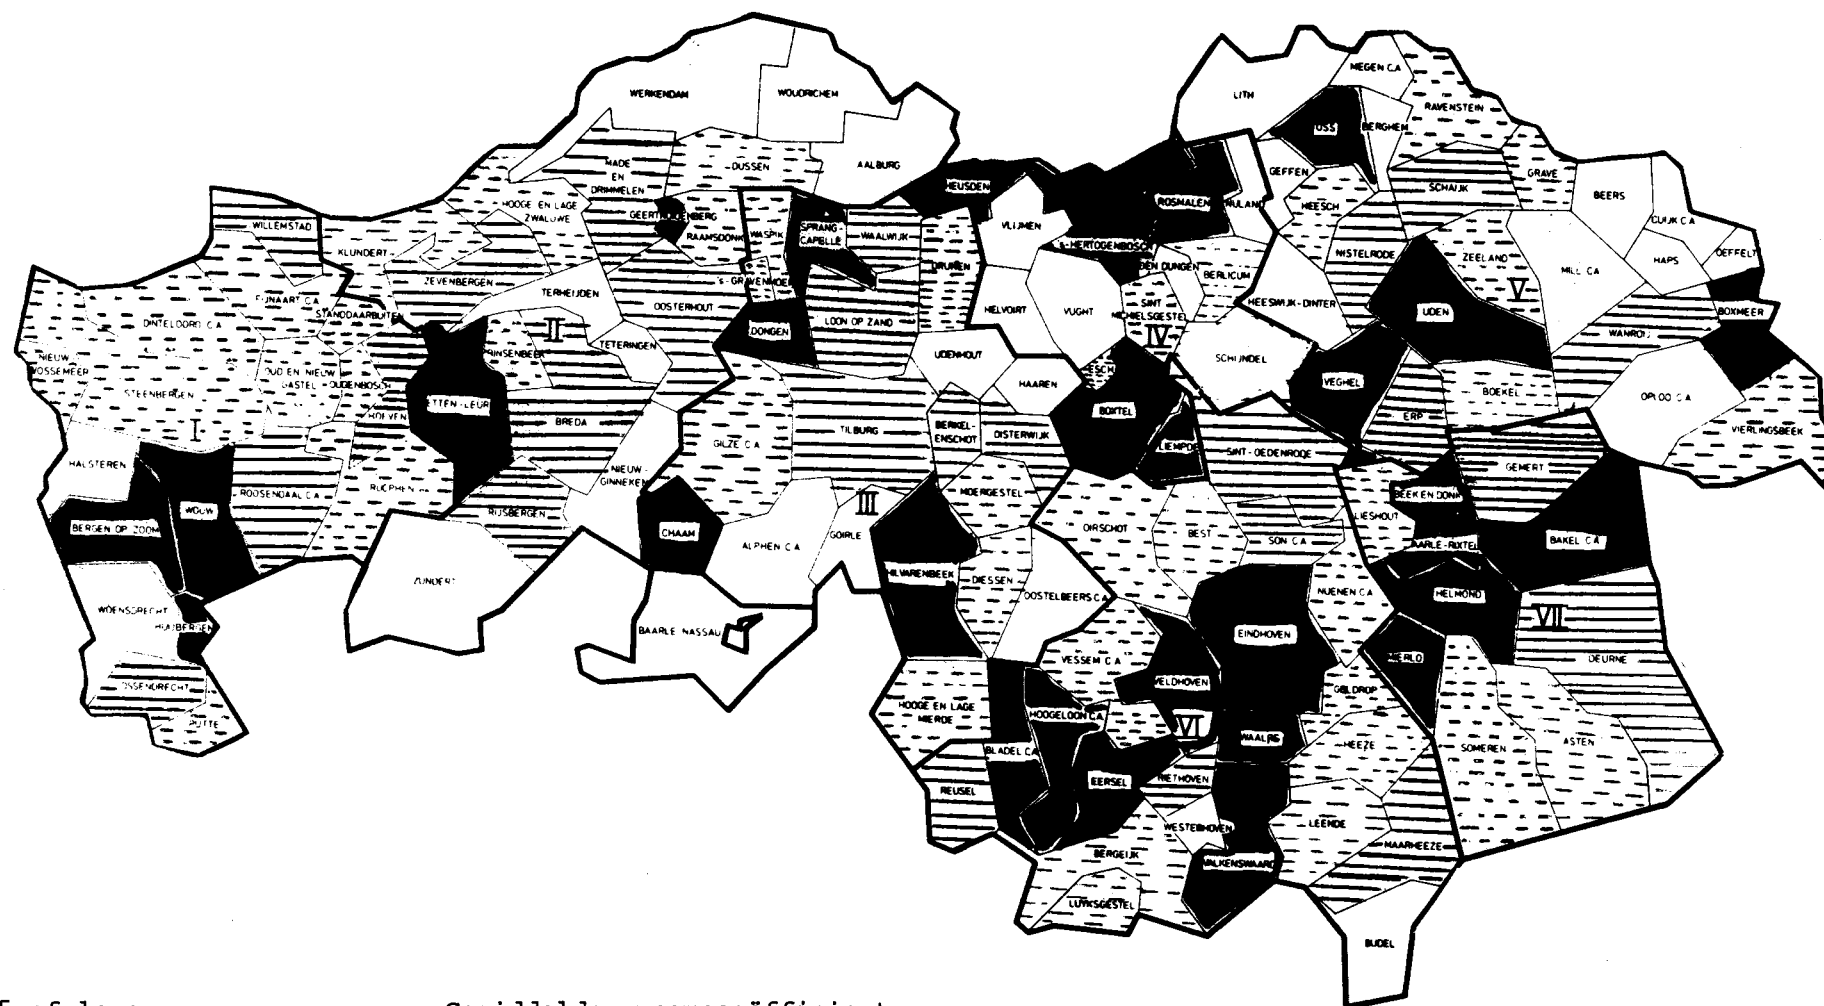 WERKENDAM
WOUDRICHEM
AALBURG
MADE
EN
DRIMMELEN
DUSSEN
HOOGE EN LAGE
ZWALUWE
GEERTRUIDENBERG
RAAMSDONK
WASPIK
SPRANG-
CAPELLE
WAALWIJK
HEUSDEN
VLIJMEN
DRUNEN
'S-GRAVENMOER
WILLEMSTAD
KLUNDERT
ZEVENBERGEN
TERHEIJDEN
OOSTERHOUT
DONGEN
LOON OP ZAND
FIJNAART C.A
STANDDAARBUITEN
DINTELOORD C.A
II
PRINSENBEEK
TETERINGEN
NIEUW
VOSSEMEER
OUD EN NIEUW
GASTEL
OUDENBOSCH
STEENBERGEN
HOEVEN
ETTEN-LEUR
BREDA
I
HALSTEREN
ROOSENDAAL C.A
RUCPHEN
NIEUW-
GINNEKEN
GILZE C.A
TILBURG
BERKEL-
ENSCHOT
UDENHOUT
HAAREN
OISTERWIJK
BERGEN OP ZOOM
WOUW
RIJSBERGEN
CHAAM
ALPHEN C.A
III
GOIRLE
MOERGESTEL
WOENSDRECHT
HUIJBERGEN
ZUNDERT
BAARLE NASSAU
HILVARENBEEK
DIESSEN
OOSTELBEERS C.A
OSSENDRECHT
PUTTE
LITH
MEGEN C.A
RAVENSTEIN
OSS
BERGHEM
GEFFEN
SCHAIJK
GRAVE
BEERS
CUIJK C.A
ROSMALEN
NULAND
HEESCH
'S-HERTOGENBOSCH
DEN DUNGEN
BERLICUM
NISTELRODE
ZEELAND
MILL C.A
HAPS
OEFFELT
HELVOIRT
VUGHT
SINT
MICHIELSGESTEL
IV
HEESWIJK-DINTER
UDEN
V
BOXMEER
WANROIJ
SCHIJNDEL
ESCH
BOXTEL
LIEMPDE
VEGHEL
ERP
BOEKEL
OPLOO C.A
VIERLINGSBEEK
SINT-OEDENRODE
GEMERT
OIRSCHOT
BEST
SON C.A
LIESHOUT
BEEK EN DONK
AARLE-RIXTEL
BAKEL C.A
NUENEN C.A
HELMOND
VII
DEURNE
EINDHOVEN
VESSEM C.A
VELDHOVEN
MIERLO
GELDROP
HOOGE EN LAGE
MIERDE
HOOGELOON C.A
VI
WAALRE
HEEZE
SOMEREN
ASTEN
BLADEL C.A
REUSEL
EERSEL
RIETHOVEN
WESTERHOVEN
LEENDE
MAARHEEZE
BERGEIJK
VALKENSWAARD
LUYKSGESTEL
BUDEL